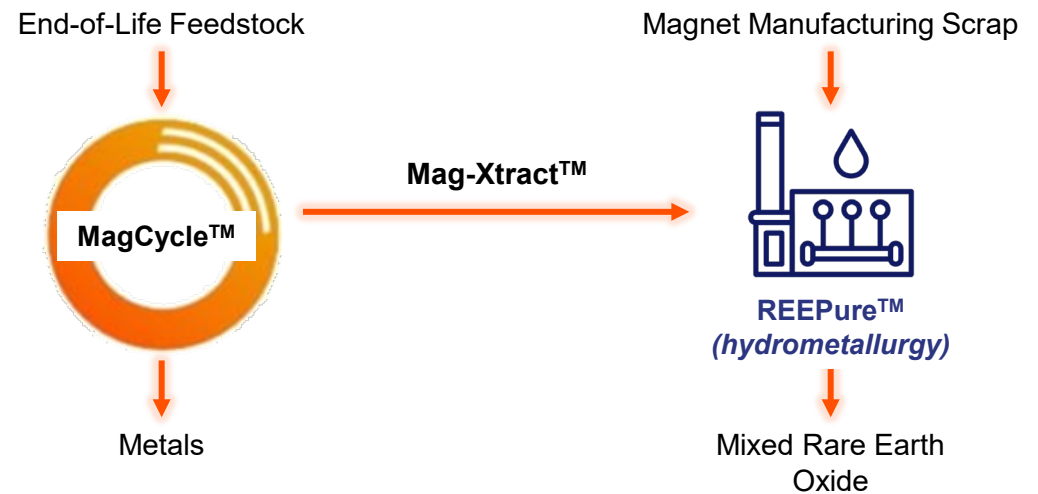 End-of-Life Feedstock
Magnet Manufacturing Scrap
MagCycle™
Mag-Xtract™
REEPure™
(hydrometallurgy)
Metals
Mixed Rare Earth
Oxide